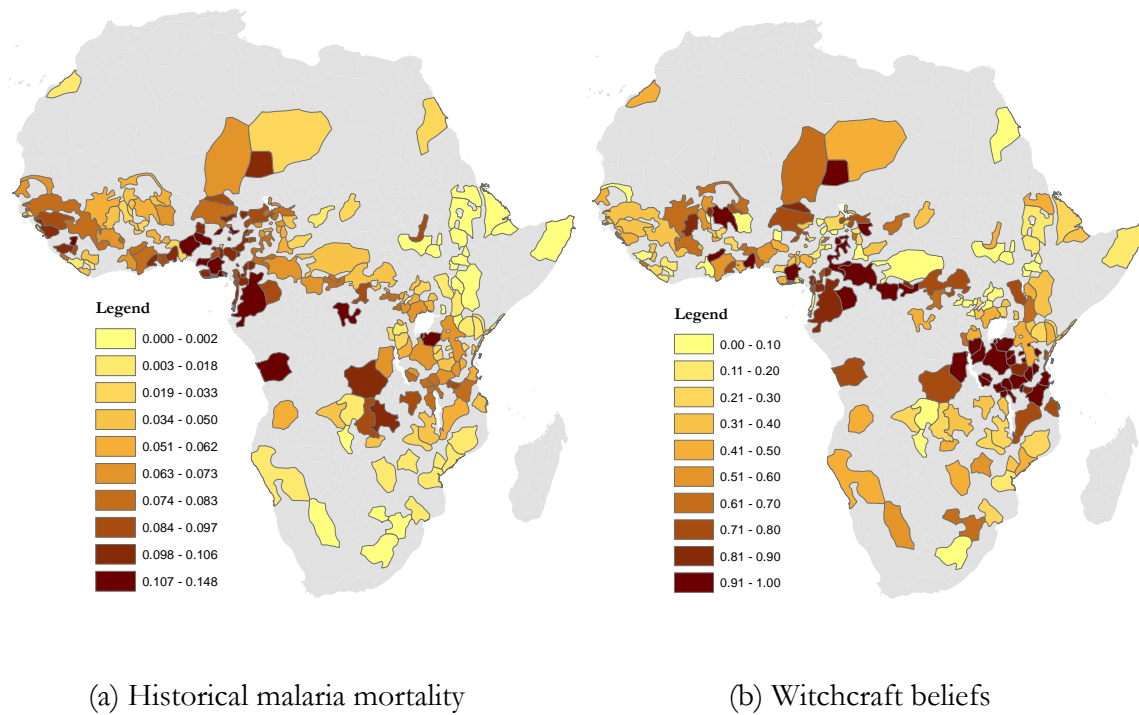 Legend
0.000 - 0.002
0.003 - 0.018
0.019 - 0.033
0.034 - 0.050
0.051 - 0.062
0.063 - 0.073
0.074 - 0.083
0.084 - 0.097
0.098 - 0.106
0.107 - 0.148
Legend
0.00 - 0.10
0.11 - 0.20
0.21 - 0.30
0.31 - 0.40
0.41 - 0.50
0.51 - 0.60
0.61 - 0.70
0.71 - 0.80
0.81 - 0.90
0.91 - 1.00
(a) Historical malaria mortality
(b) Witchcraft beliefs